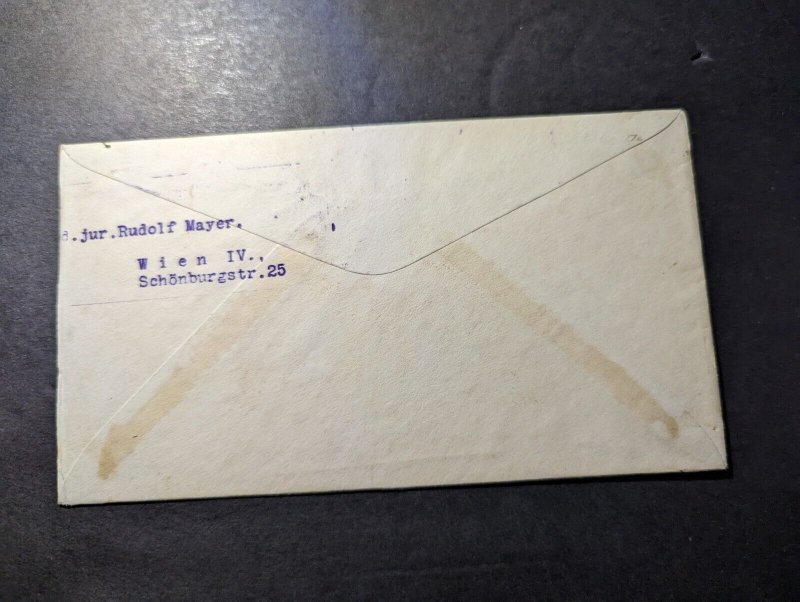 d.jur.Rudolf Mayer.
Wien IV.,
Schönburgstr.25